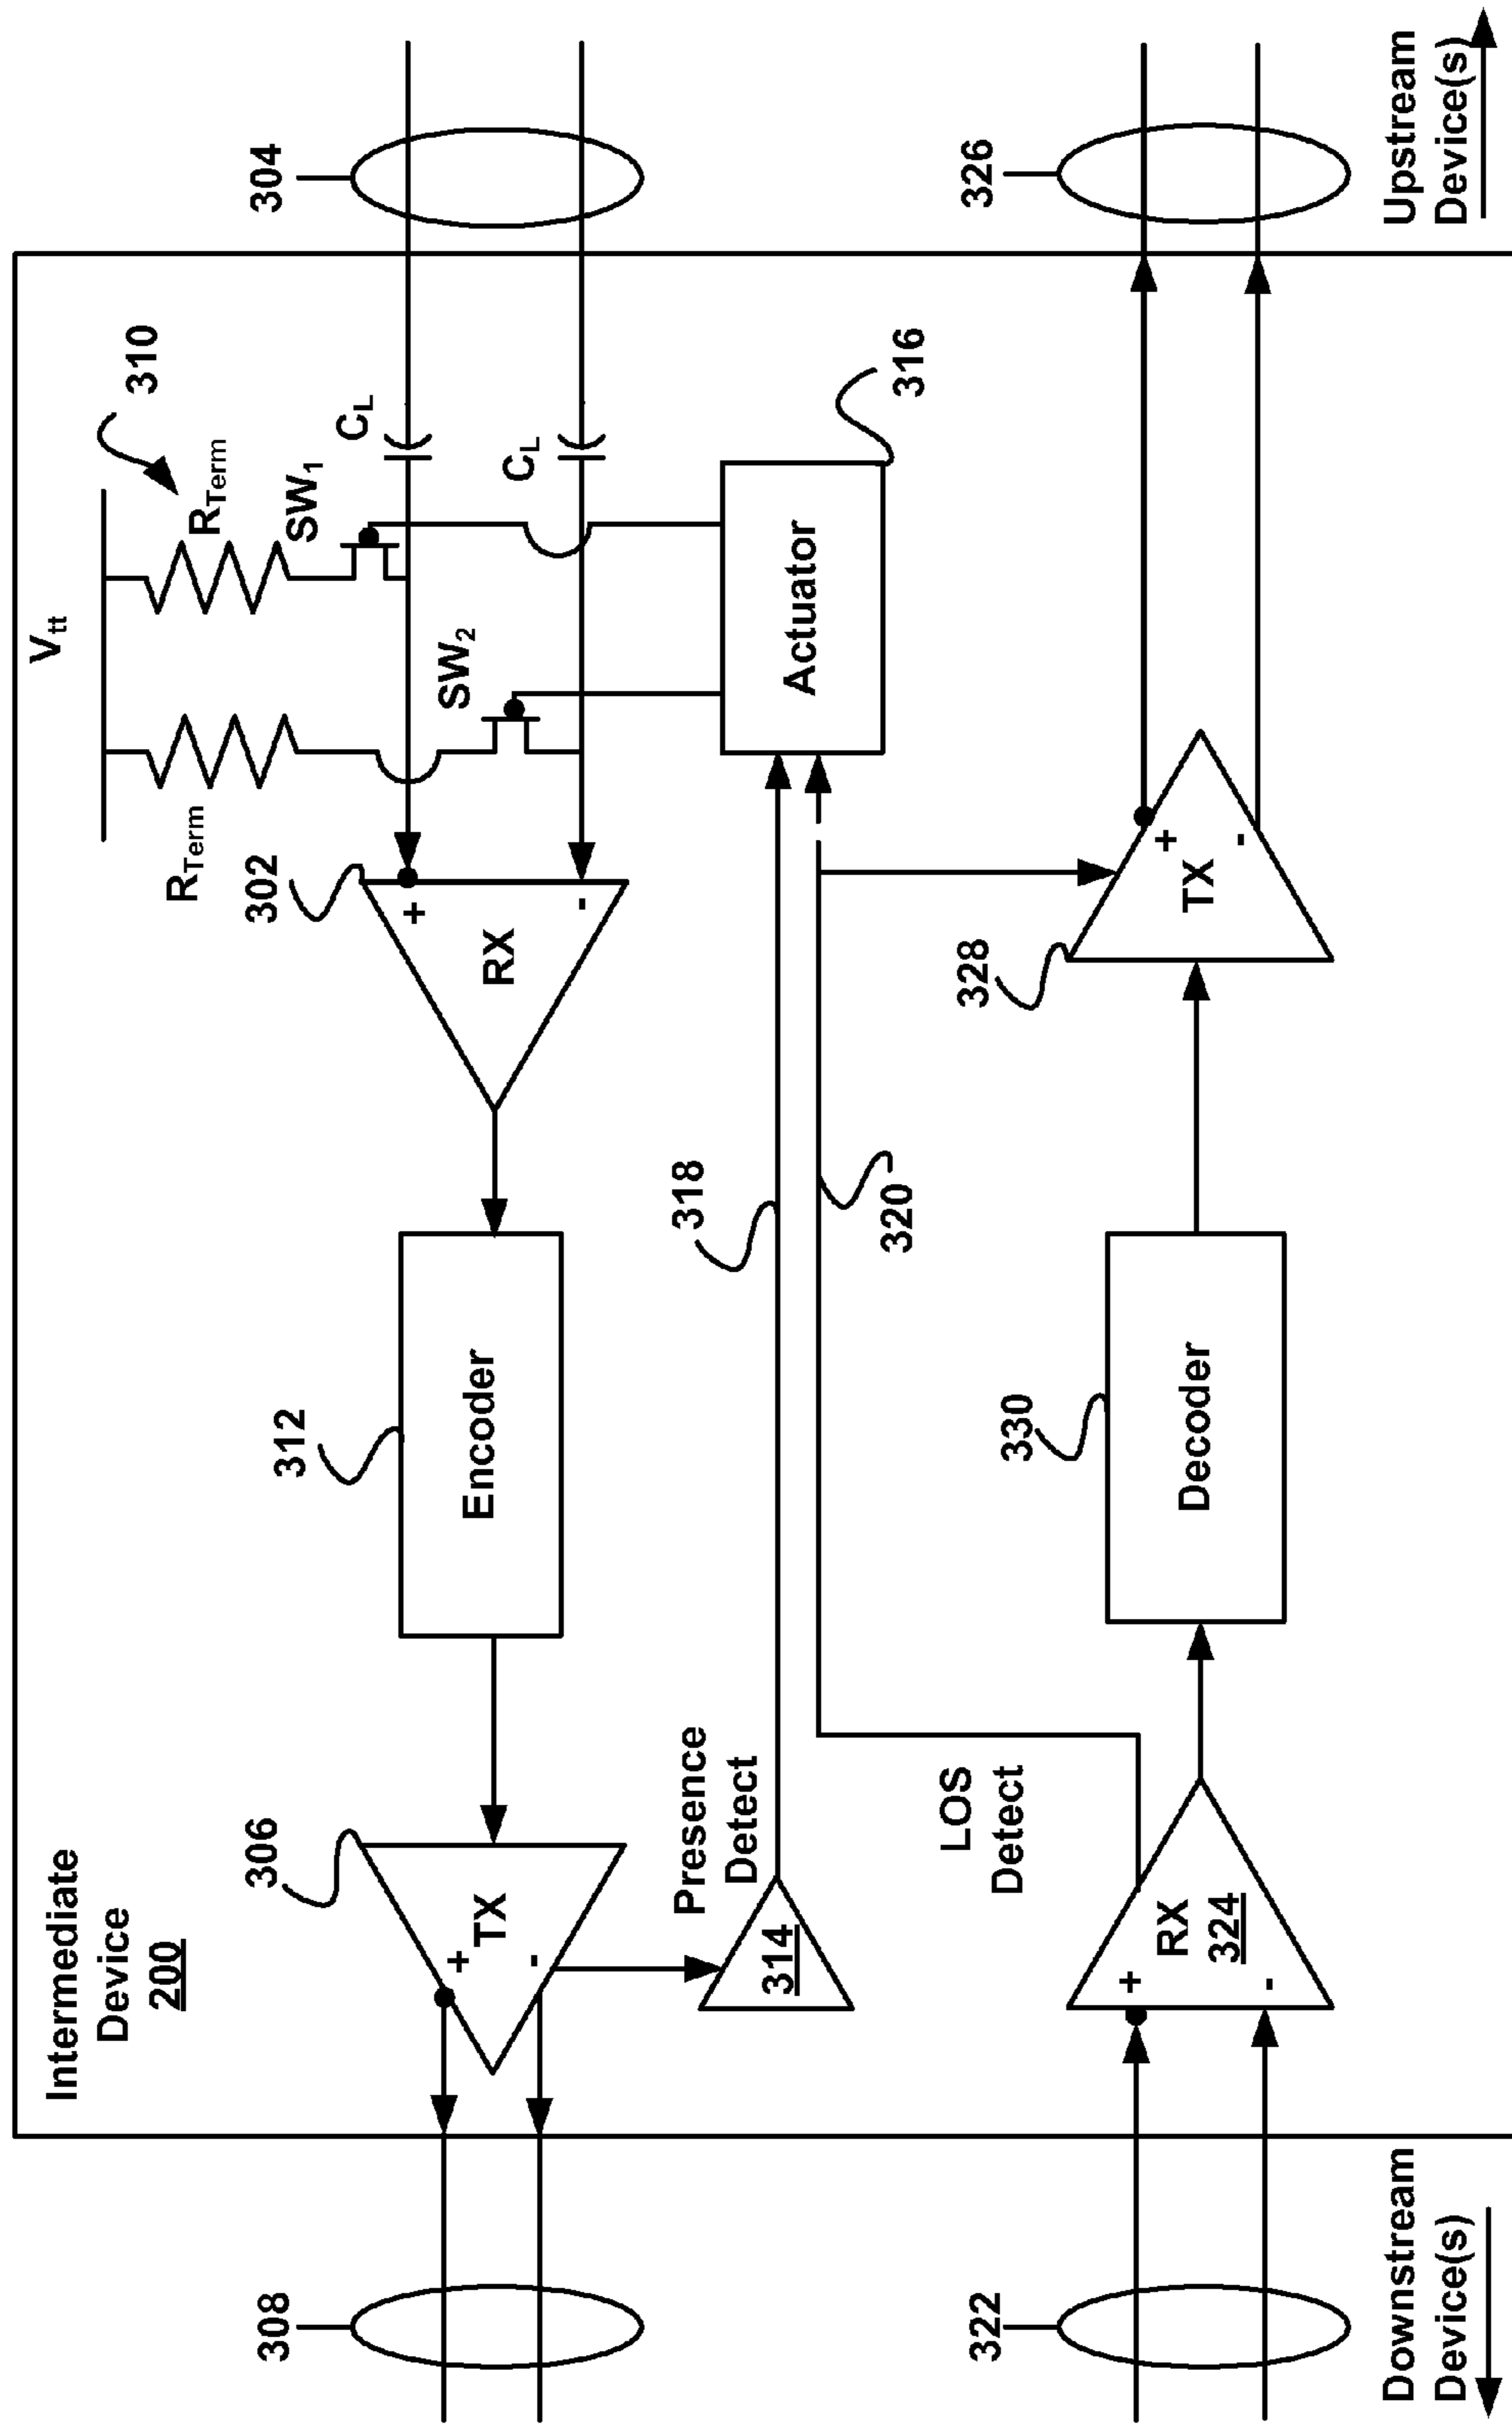 Intermediate
Device
200
308
306
TX
+
-
312
Encoder
302
RX
+
-
R_Term
V_tt
R_Term
310
SW_1
SW_2
C_L
C_L
304
Presence
Detect
314
318
320
Actuator
316
LOS
Detect
322
RX
324
+
-
330
Decoder
328
TX
+
-
326
Downstream
Device(s)
Upstream
Device(s)